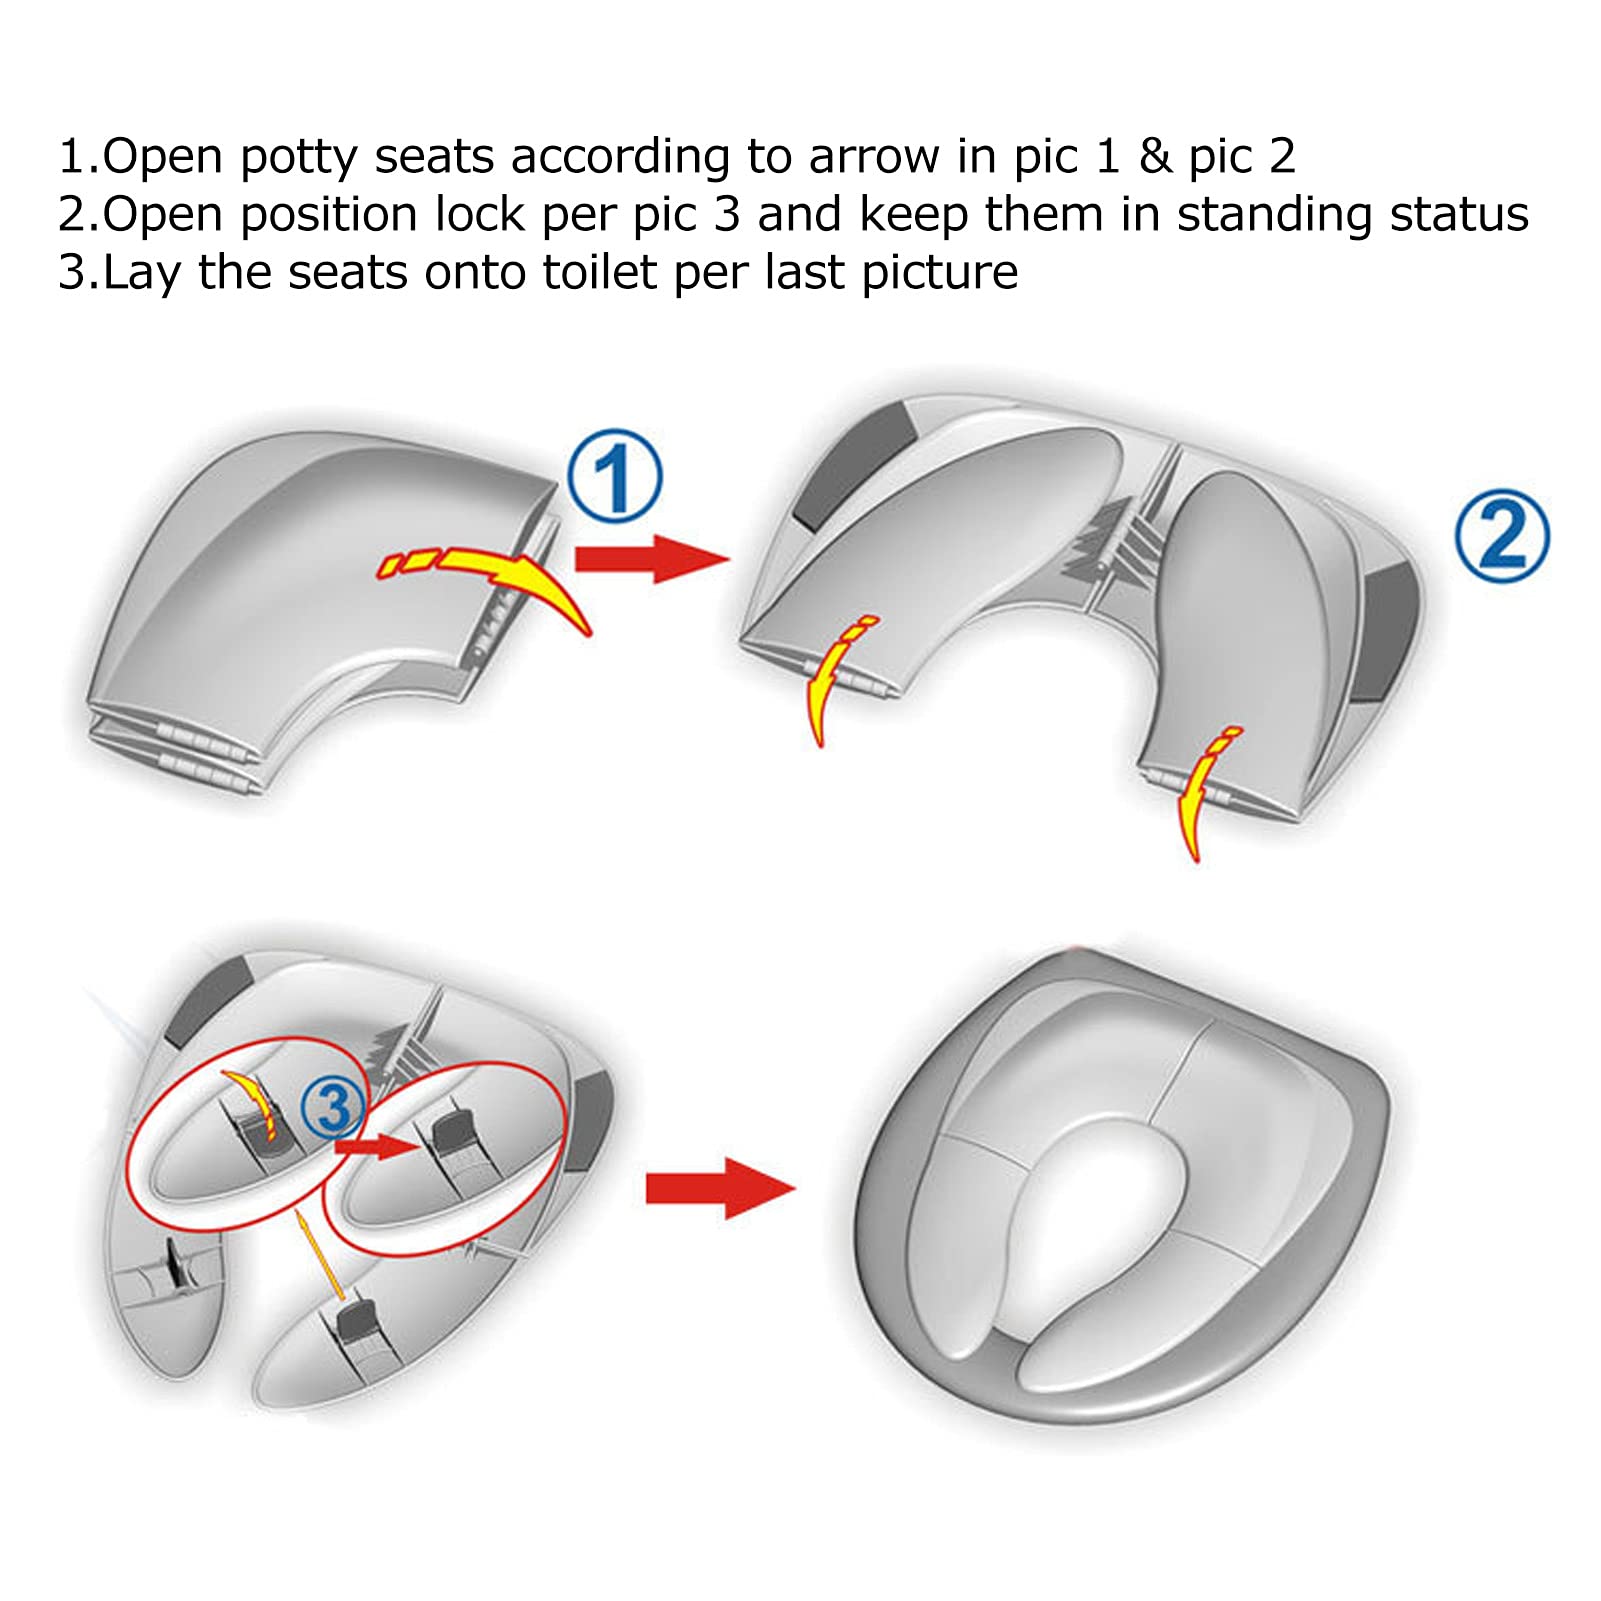 1.Open potty seats according to arrow in pic 1 & pic 2
2.Open position lock per pic 3 and keep them in standing status
3.Lay the seats onto toilet per last picture
1
2
3